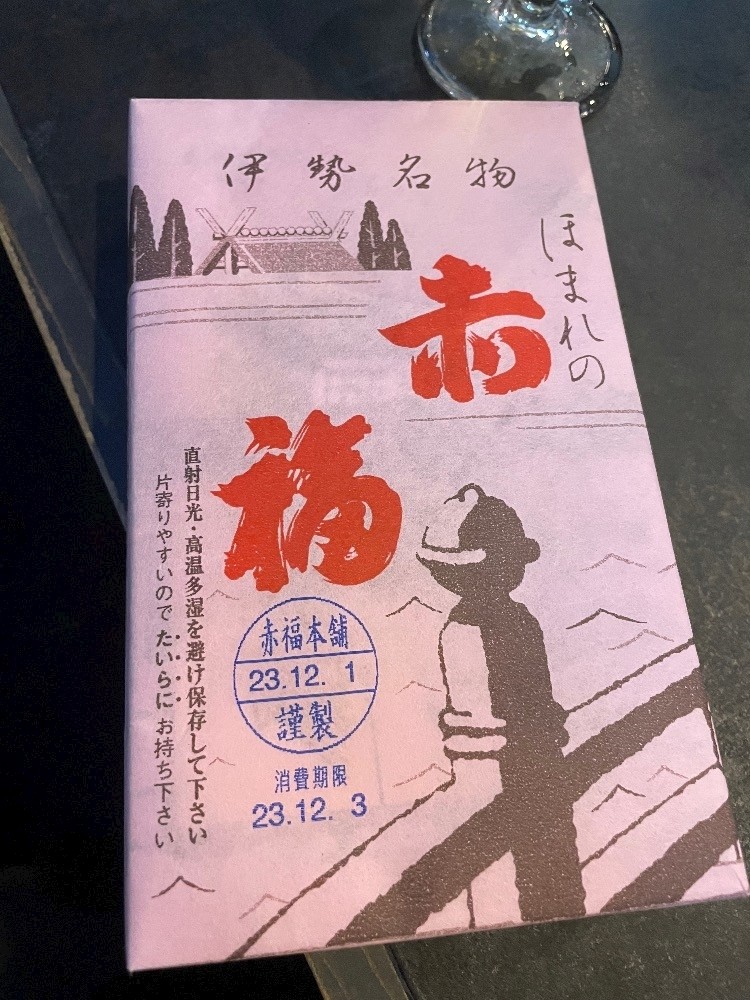 伊勢名物
ほまれの
赤
福
直射日光・高温多湿を避け保存して下さい
片寄りやすいので たいらに お持ち下さい
赤福本舗
23.12. 1
謹製
消費期限
23.12. 3